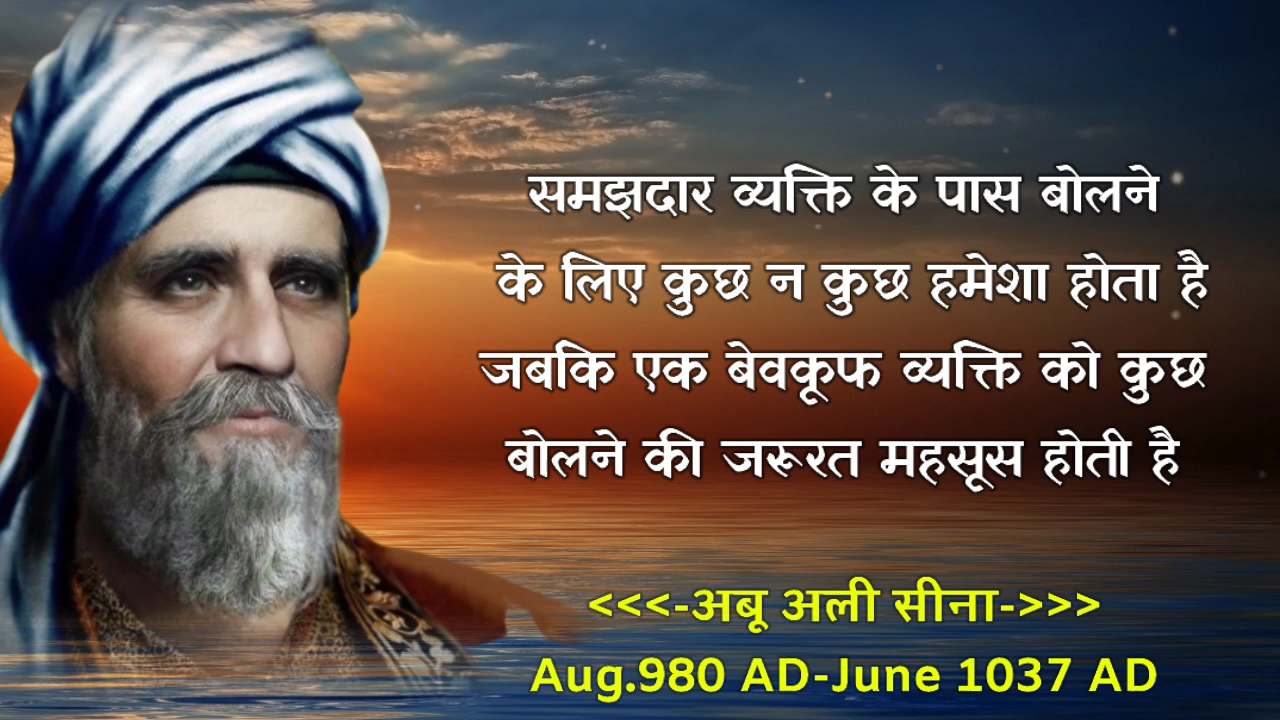 समझदार व्यक्ति के पास बोलने
के लिए कुछ न कुछ हमेशा होता है
जबकि एक बेवकूफ व्यक्ति को कुछ
बोलने की जरूरत महसूस होती है
<<<-अबू अली सीना->>>
Aug.980 AD-June 1037 AD